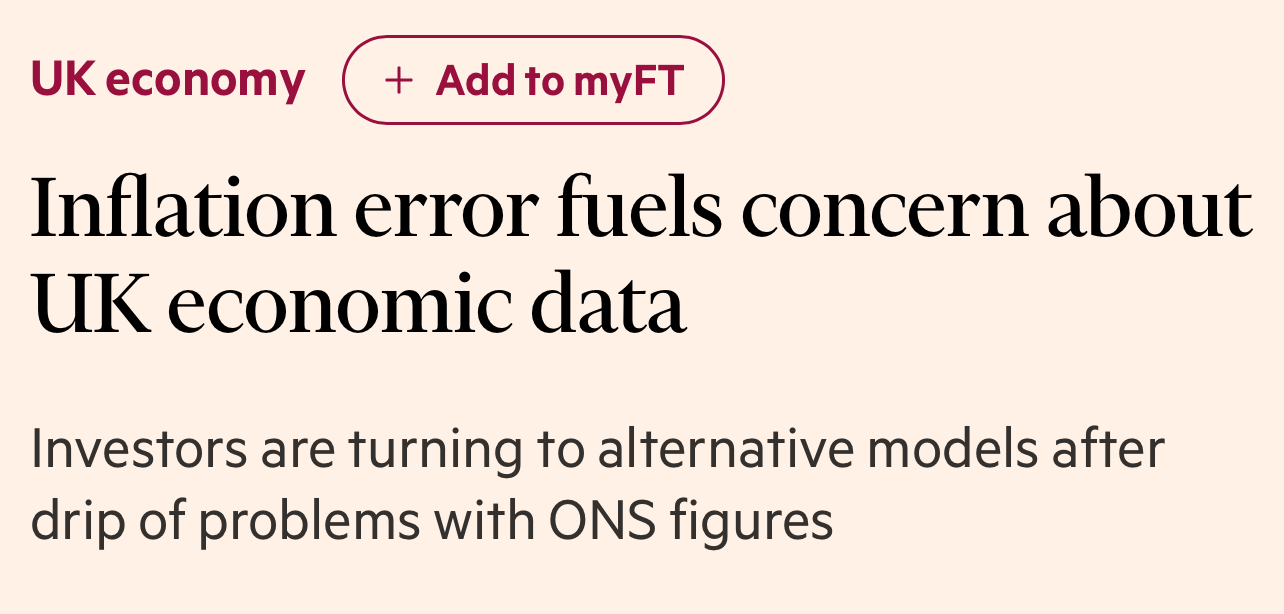 UK economy + Add to myFT
Inflation error fuels concern about
UK economic data
Investors are turning to alternative models after
drip of problems with ONS figures